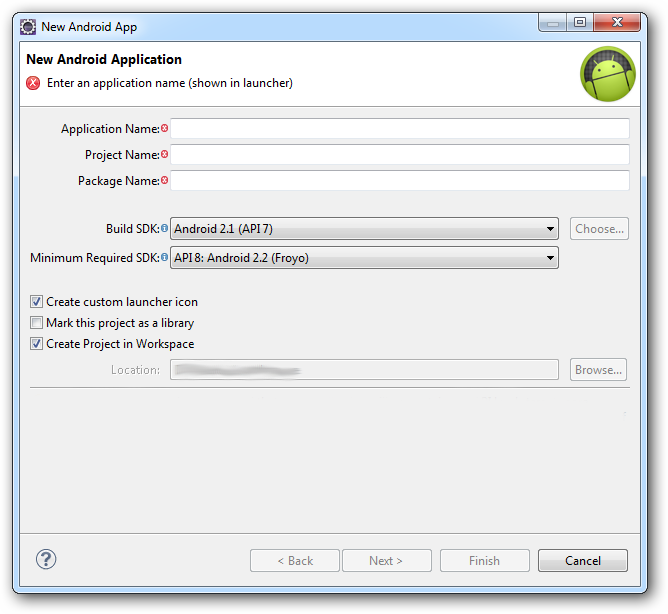 New Android App
New Android Application
Enter an application name (shown in launcher)
Application Name:
Project Name:
Package Name:
Build SDK: Android 2.1 (API 7) Choose...
Minimum Required SDK: API 8: Android 2.2 (Froyo)
Create custom launcher icon
Mark this project as a library
Create Project in Workspace
Location: Browse...
? < Back Next > Finish Cancel